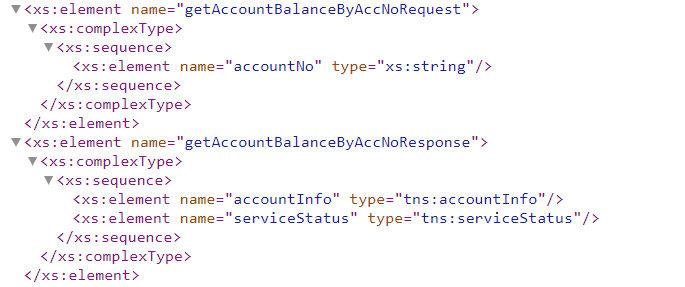 ▼<xs:element name="getAccountBalanceByAccNoRequest">
▼<xs:complexType>
▼<xs:sequence>
<xs:element name="accountNo" type="xs:string"/>
</xs:sequence>
</xs:complexType>
</xs:element>
▼<xs:element name="getAccountBalanceByAccNoResponse">
▼<xs:complexType>
▼<xs:sequence>
<xs:element name="accountInfo" type="tns:accountInfo"/>
<xs:element name="serviceStatus" type="tns:serviceStatus"/>
</xs:sequence>
</xs:complexType>
</xs:element>